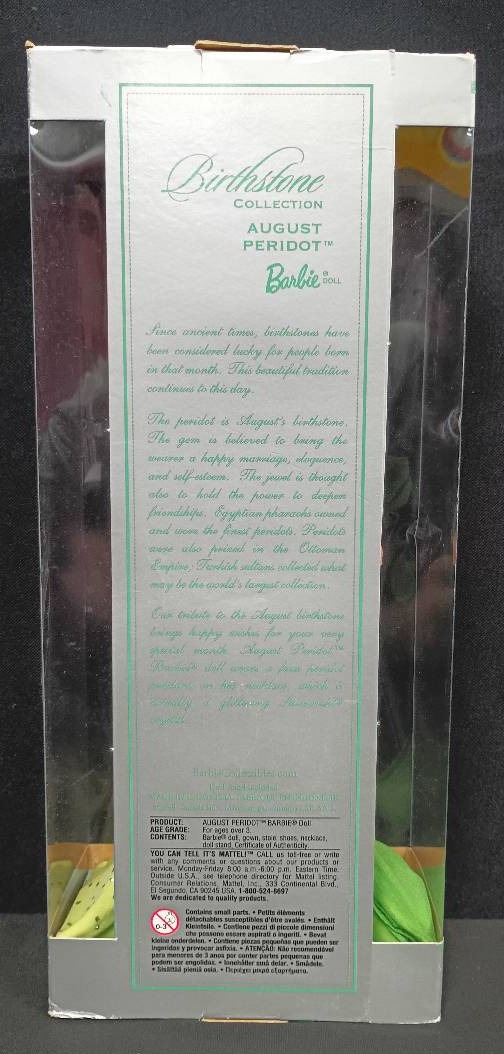 Birthstone
COLLECTION
AUGUST
PERIDOT™
Barbie® DOLL
Since ancient times, birthstones have
been considered lucky for people born
in that month. This beautiful tradition
continues to this day.
The peridot is August's birthstone.
The gem is believed to bring the
wearer a happy marriage, eloquence,
and self-esteem. The jewel is thought
also to hold the power to deepen
friendships. Egyptian pharaohs owned
and wore the finest peridots. Peridots
were also prized in the Ottoman
Empire; Turkish sultans collected what
may be the world's largest collection.
Our tribute to the August birthstone
brings happy wishes for your very
special month. August Peridot™
Barbie® doll wears a faux peridot
pendant on her necklace, which is
actually a glittering Swarovski®
crystal.
BarbieCollectibles.com
PRODUCT: AUGUST PERIDOT™ BARBIE® Doll
AGE GRADE: For ages over 3.
CONTENTS: Barbie® doll, gown, stole, shoes, necklace,
doll stand, Certificate of Authenticity.
YOU CAN TELL IT'S MATTEL!™ CALL us toll-free or write
with any comments or questions about our products or
service. Monday-Friday 8:00 a.m.-6:00 p.m. Eastern Time.
Outside U.S.A., see telephone directory for Mattel listing.
Consumer Relations, Mattel, Inc., 333 Continental Blvd.,
El Segundo, CA 90245 USA. 1-800-524-8697
We are dedicated to quality products.
0-3
Contains small parts. • Petits éléments
détachables susceptibles d'être avalés. • Enthält
Kleinteile. • Contiene pezzi di piccole dimensioni
che possono essere aspirati o ingeriti. • Bevat
kleine onderdelen. • Contiene piezas pequeñas que pueden ser
ingeridas y provocar asfixia. • ATENÇÃO: Não recomendável
para menores de 3 anos por conter partes pequenas que
podem ser engolidas. • Innehåller små delar. • Smådele.
• Sisältää pieniä osia. • Περιέχει μικρά εξαρτήματα.